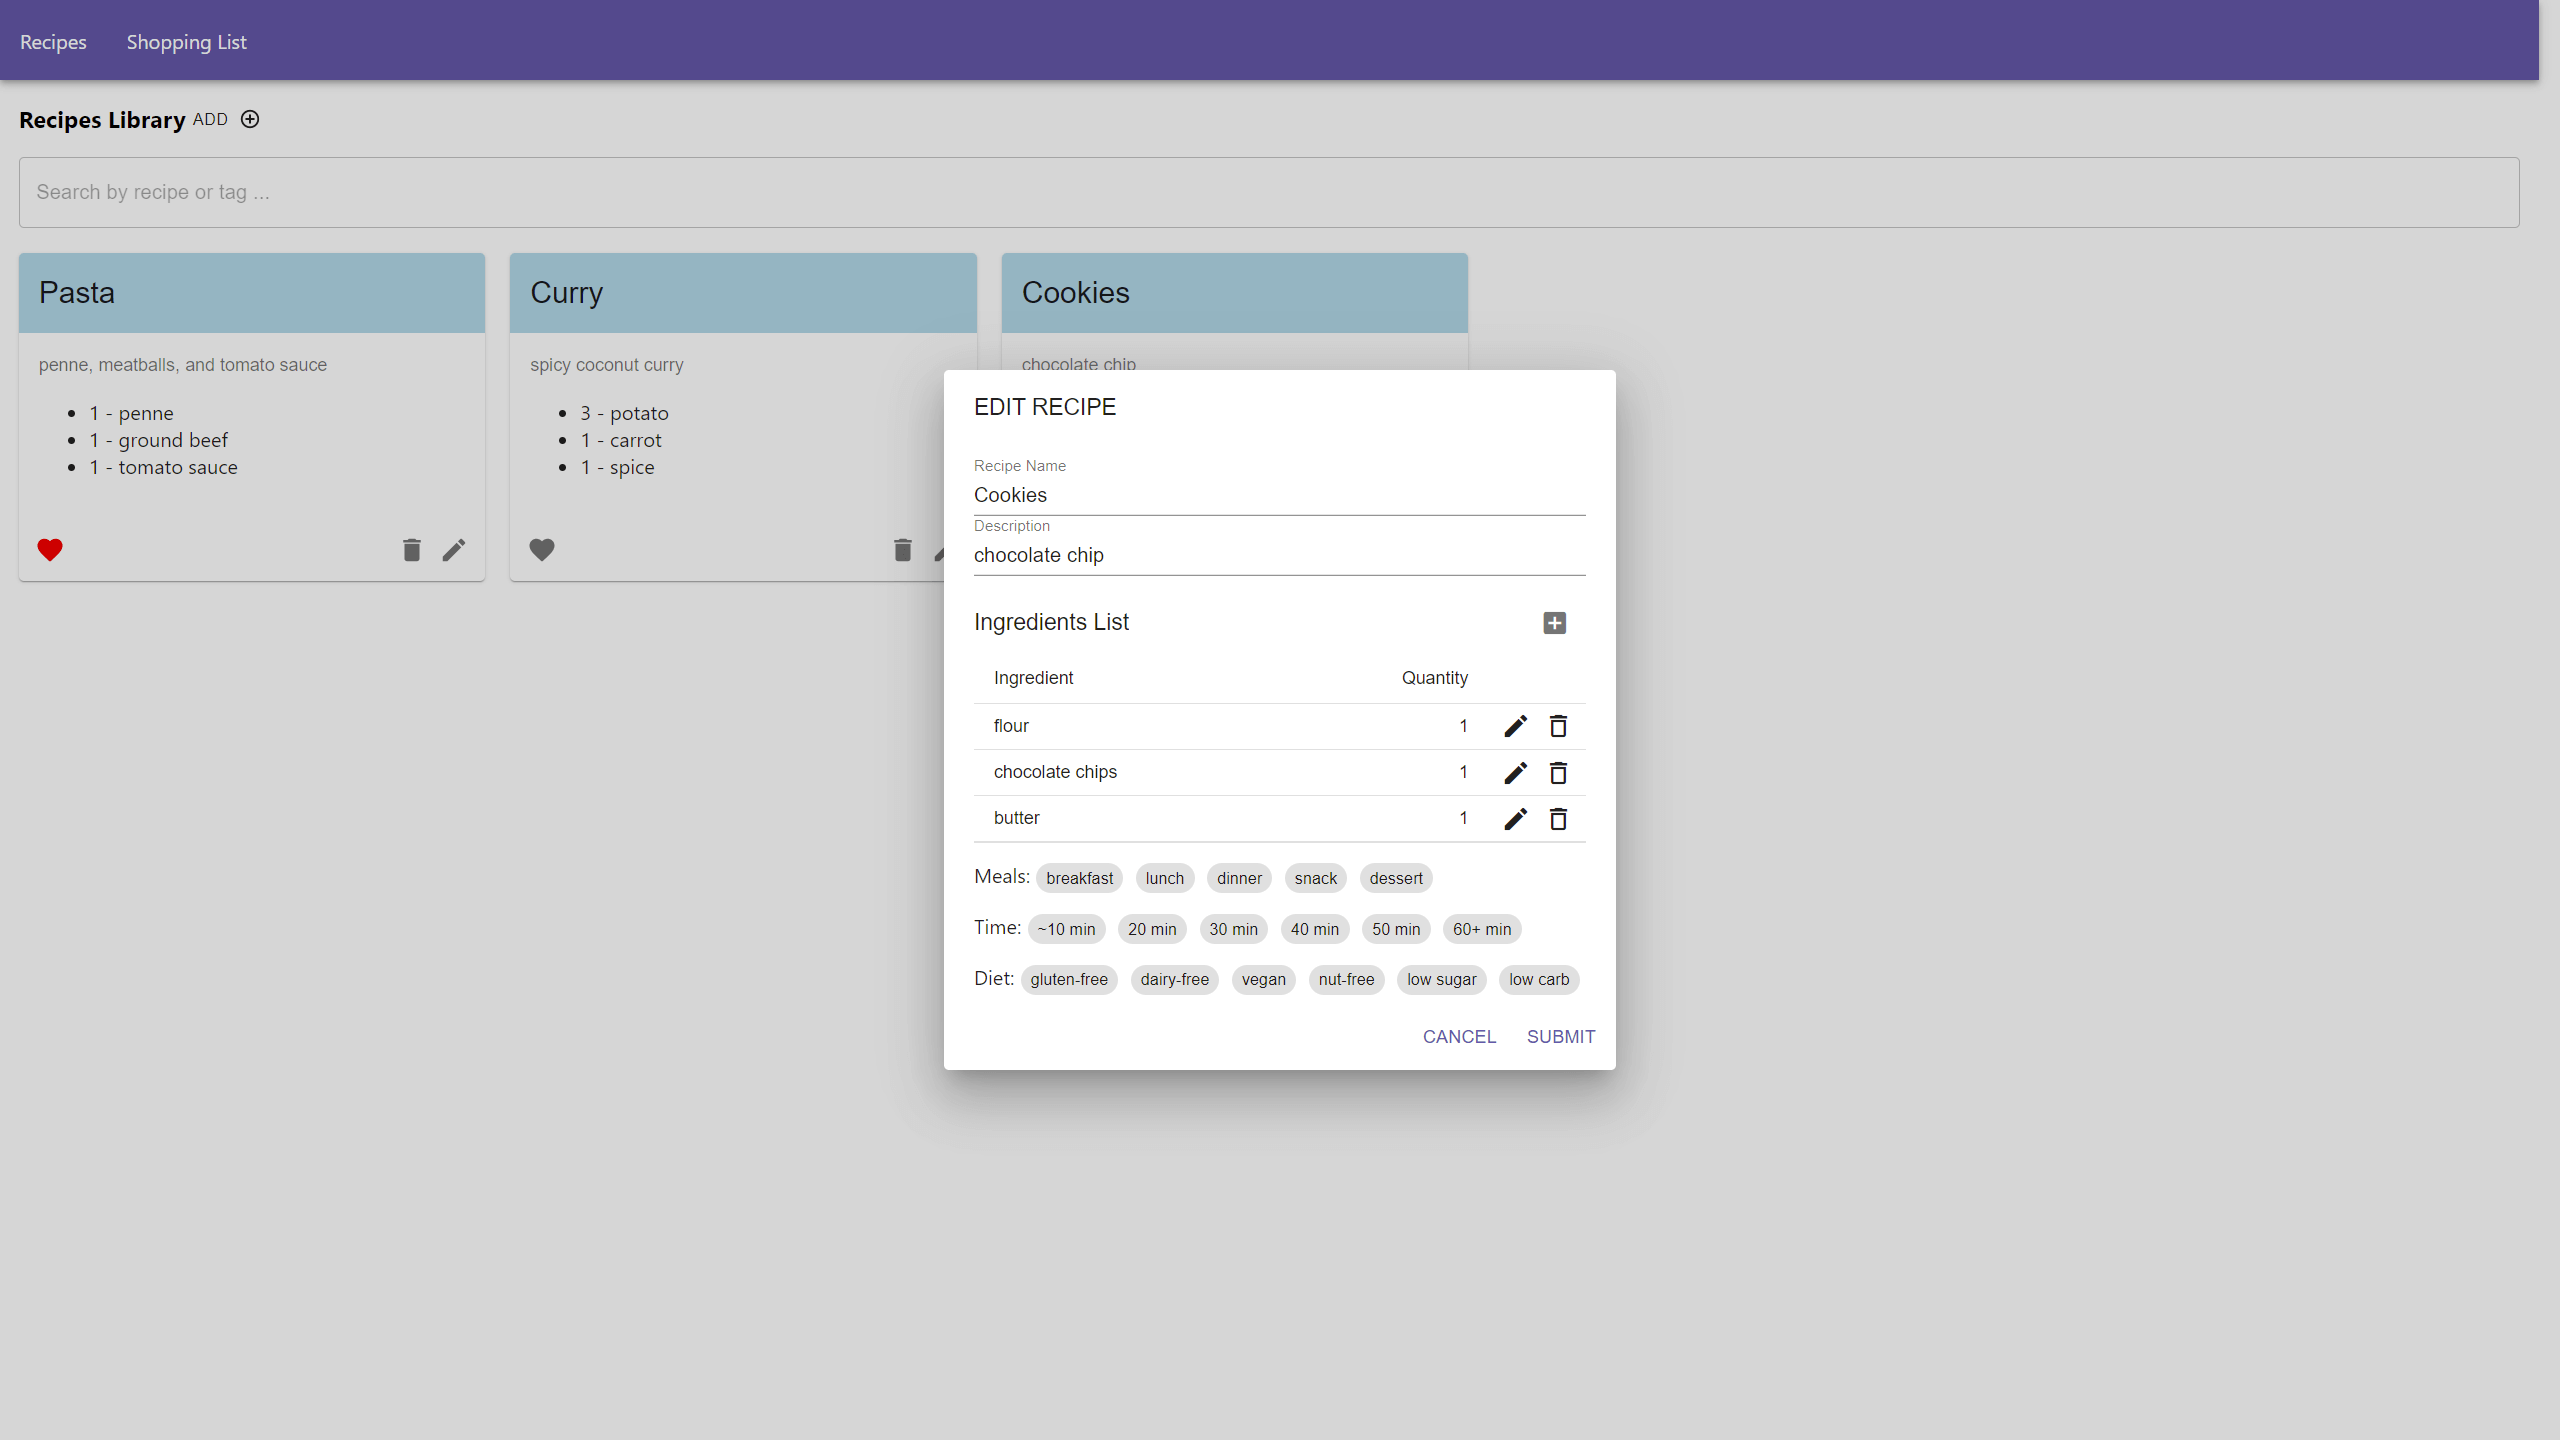 Recipes Shopping List
Recipes Library ADD
Search by recipe or tag ...
Pasta
penne, meatballs, and tomato sauce
1 - penne
1 - ground beef
1 - tomato sauce
Curry
spicy coconut curry
3 - potato
1 - carrot
1 - spice
Cookies
chocolate chip
EDIT RECIPE
Recipe Name
Cookies
Description
chocolate chip
Ingredients List
Ingredient Quantity
flour 1
chocolate chips 1
butter 1
Meals: breakfast lunch dinner snack dessert
Time: ~10 min 20 min 30 min 40 min 50 min 60+ min
Diet: gluten-free dairy-free vegan nut-free low sugar low carb
CANCEL SUBMIT